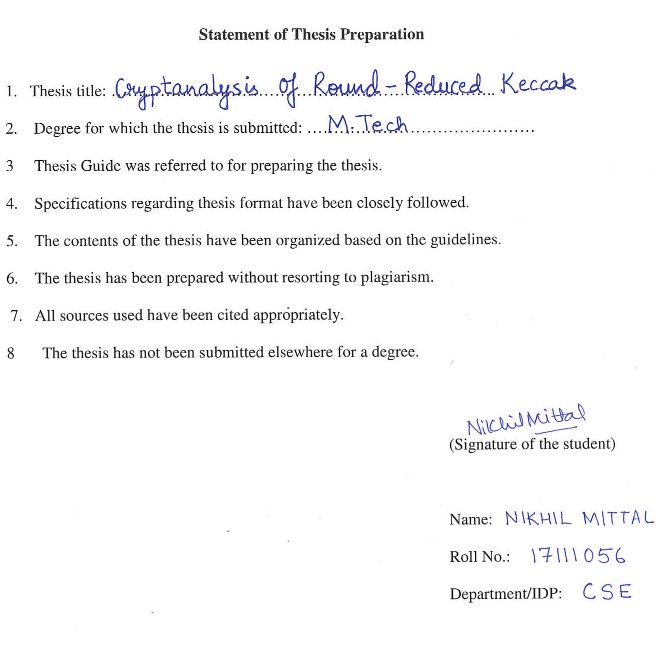 Statement of Thesis Preparation
1. Thesis title: Cryptanalysis of Round-Reduced Keccak
2. Degree for which the thesis is submitted: ....M.Tech.......................
3 Thesis Guide was referred to for preparing the thesis.
4. Specifications regarding thesis format have been closely followed.
5. The contents of the thesis have been organized based on the guidelines.
6. The thesis has been prepared without resorting to plagiarism.
7. All sources used have been cited appropriately.
8 The thesis has not been submitted elsewhere for a degree.
Nikhil Mittal
(Signature of the student)
Name: NIKHIL MITTAL
Roll No.: 17111056
Department/IDP: CSE